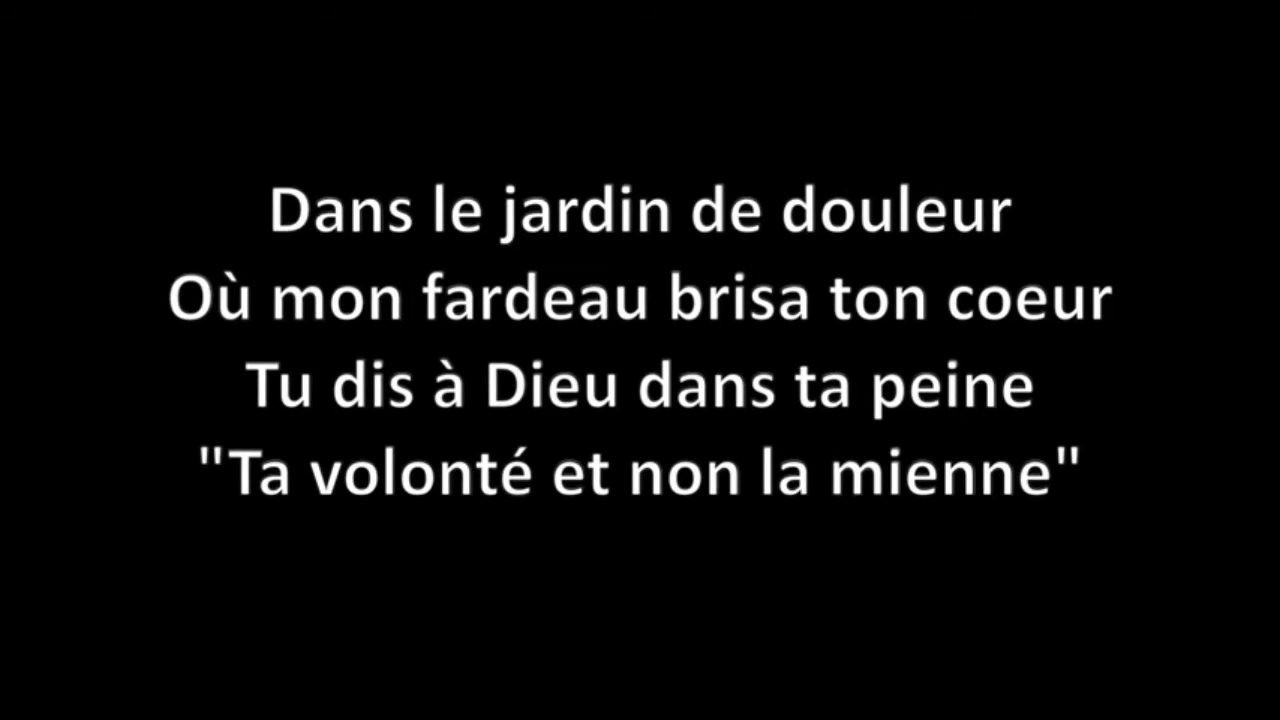 Dans le jardin de douleur
Où mon fardeau brisa ton coeur
Tu dis à Dieu dans ta peine
"Ta volonté et non la mienne"